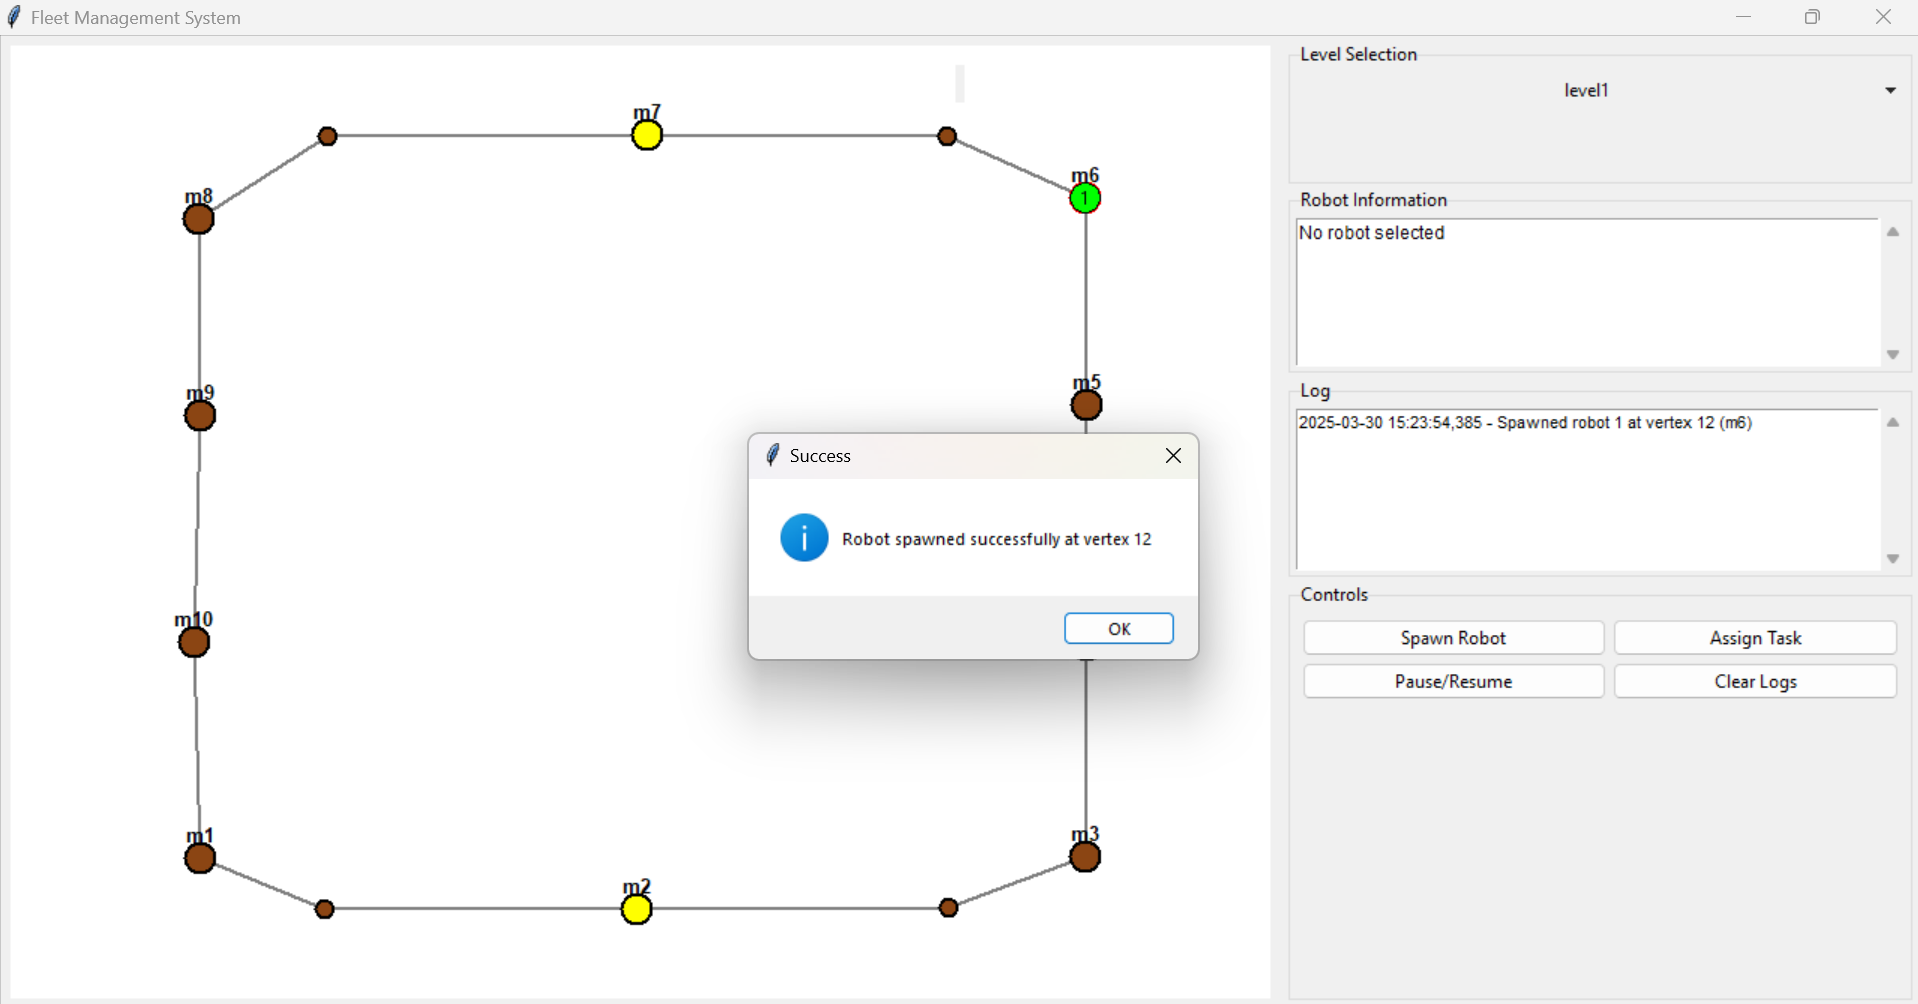 Fleet Management System
m7
m8
m6
1
m9
m5
m10
m1
m3
m2
Success
Robot spawned successfully at vertex 12
OK
Level Selection
level1
Robot Information
No robot selected
Log
2025-03-30 15:23:54,385 - Spawned robot 1 at vertex 12 (m6)
Controls
Spawn Robot
Assign Task
Pause/Resume
Clear Logs